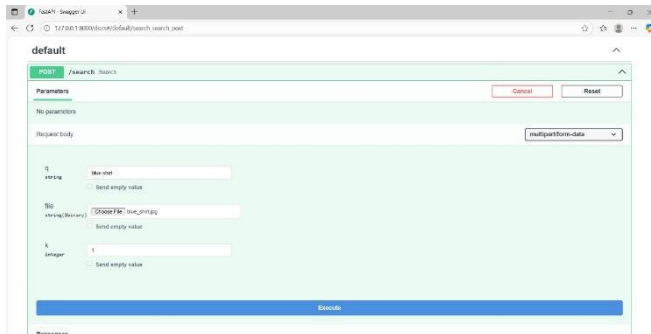 FastAPI - Swagger UI
127.0.0.1:8000/docs#/default/search_search_post
default
POST /search Search
Parameters
Cancel
Reset
No parameters
Request body
multipart/form-data
q
string
blue shirt
Send empty value
file
string($binary)
Choose File blue_shirt.jpg
Send empty value
k
integer
Send empty value
Execute
Responses